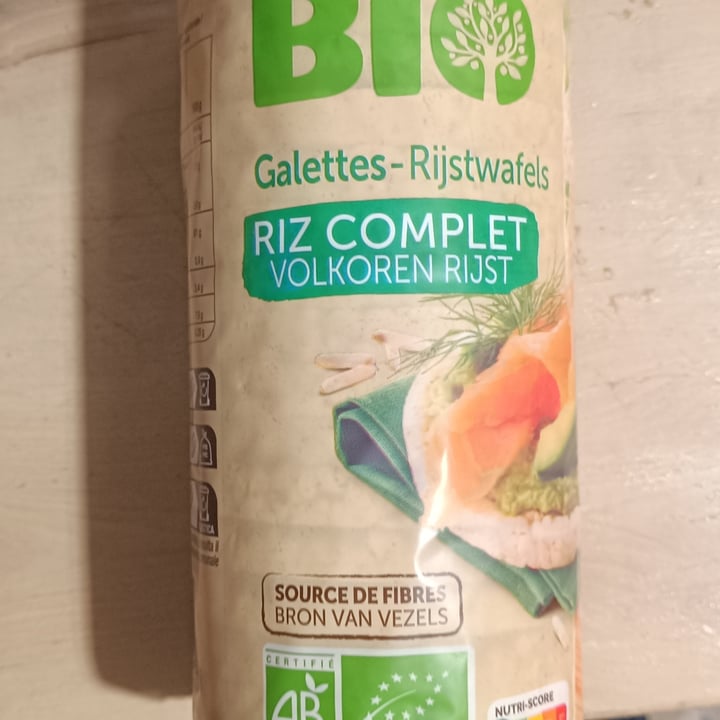 BIO
Galettes-Rijstwafels
RIZ COMPLET
VOLKOREN RIJST
SOURCE DE FIBRES
BRON VAN VEZELS
CERTIFIÉ
AB
NUTRI-SCORE